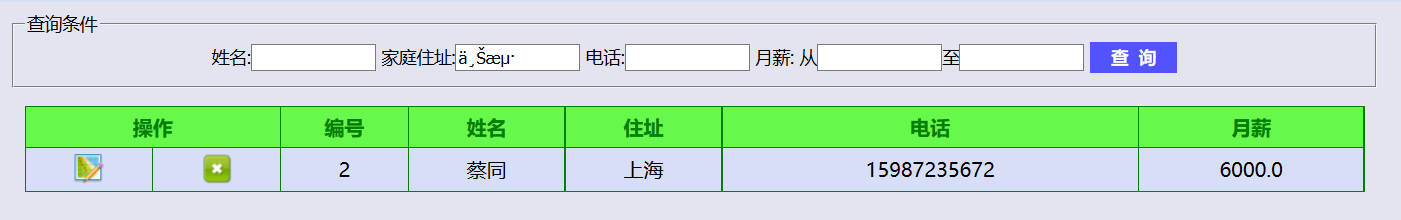 查询条件
姓名: 家庭住址:ä¸Šæµ· 电话: 月薪: 从 至 查 询
操作 编号 姓名 住址 电话 月薪
2 蔡同 上海 15987235672 6000.0